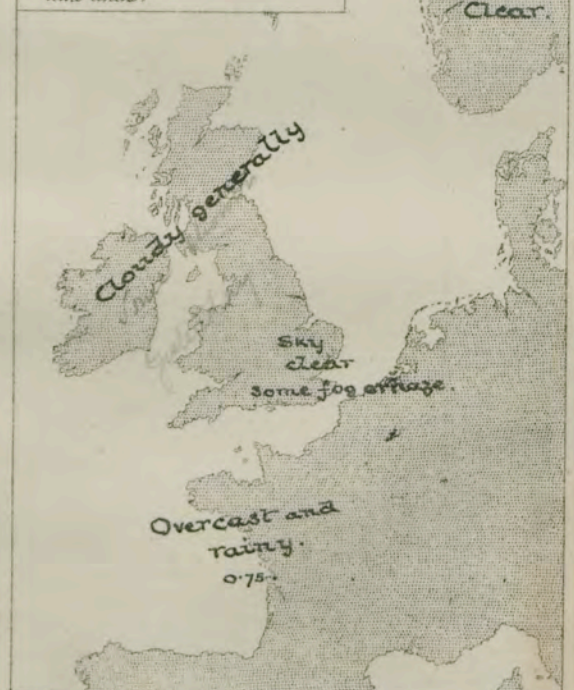 Clear.
Cloudy generally
Sky
clear
some fog or haze.
Overcast and
rainy.
0.75.